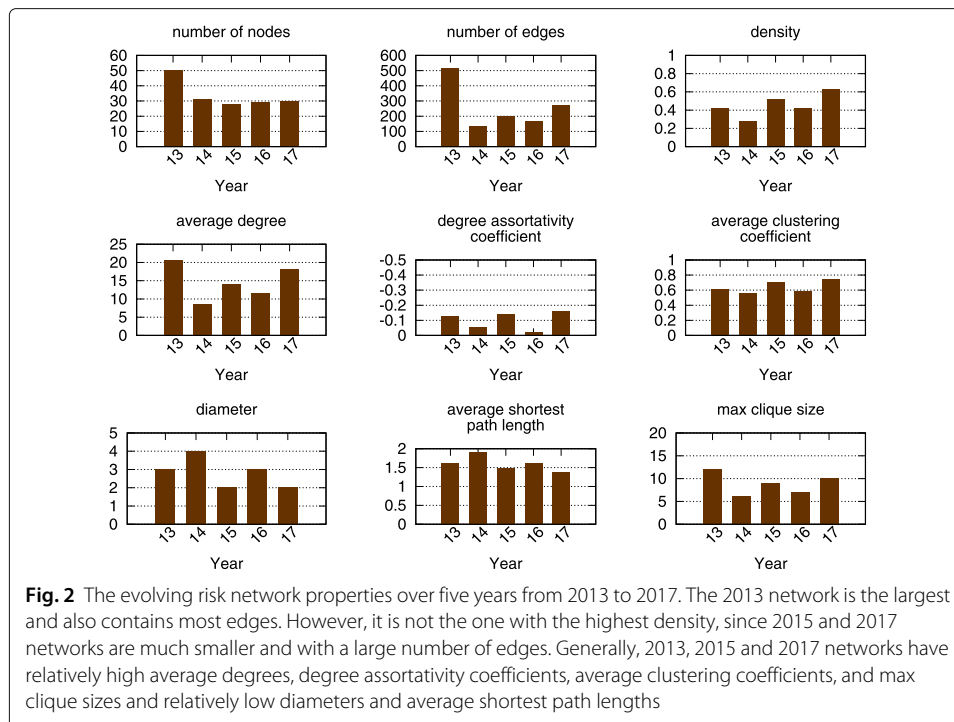 number of nodes
60
50
40
30
20
10
0
13 14 15 16 17
Year
number of edges
600
500
400
300
200
100
0
13 14 15 16 17
Year
density
1
0.8
0.6
0.4
0.2
0
13 14 15 16 17
Year
average degree
25
20
15
10
5
0
13 14 15 16 17
Year
degree assortativity
coefficient
-0.5
-0.4
-0.3
-0.2
-0.1
0
13 14 15 16 17
Year
average clustering
coefficient
1
0.8
0.6
0.4
0.2
0
13 14 15 16 17
Year
diameter
5
4
3
2
1
0
13 14 15 16 17
Year
average shortest
path length
2
1.5
1
0.5
0
13 14 15 16 17
Year
max clique size
20
15
10
5
0
13 14 15 16 17
Year
Fig. 2 The evolving risk network properties over five years from 2013 to 2017. The 2013 network is the largest
and also contains most edges. However, it is not the one with the highest density, since 2015 and 2017
networks are much smaller and with a large number of edges. Generally, 2013, 2015 and 2017 networks have
relatively high average degrees, degree assortativity coefficients, average clustering coefficients, and max
clique sizes and relatively low diameters and average shortest path lengths